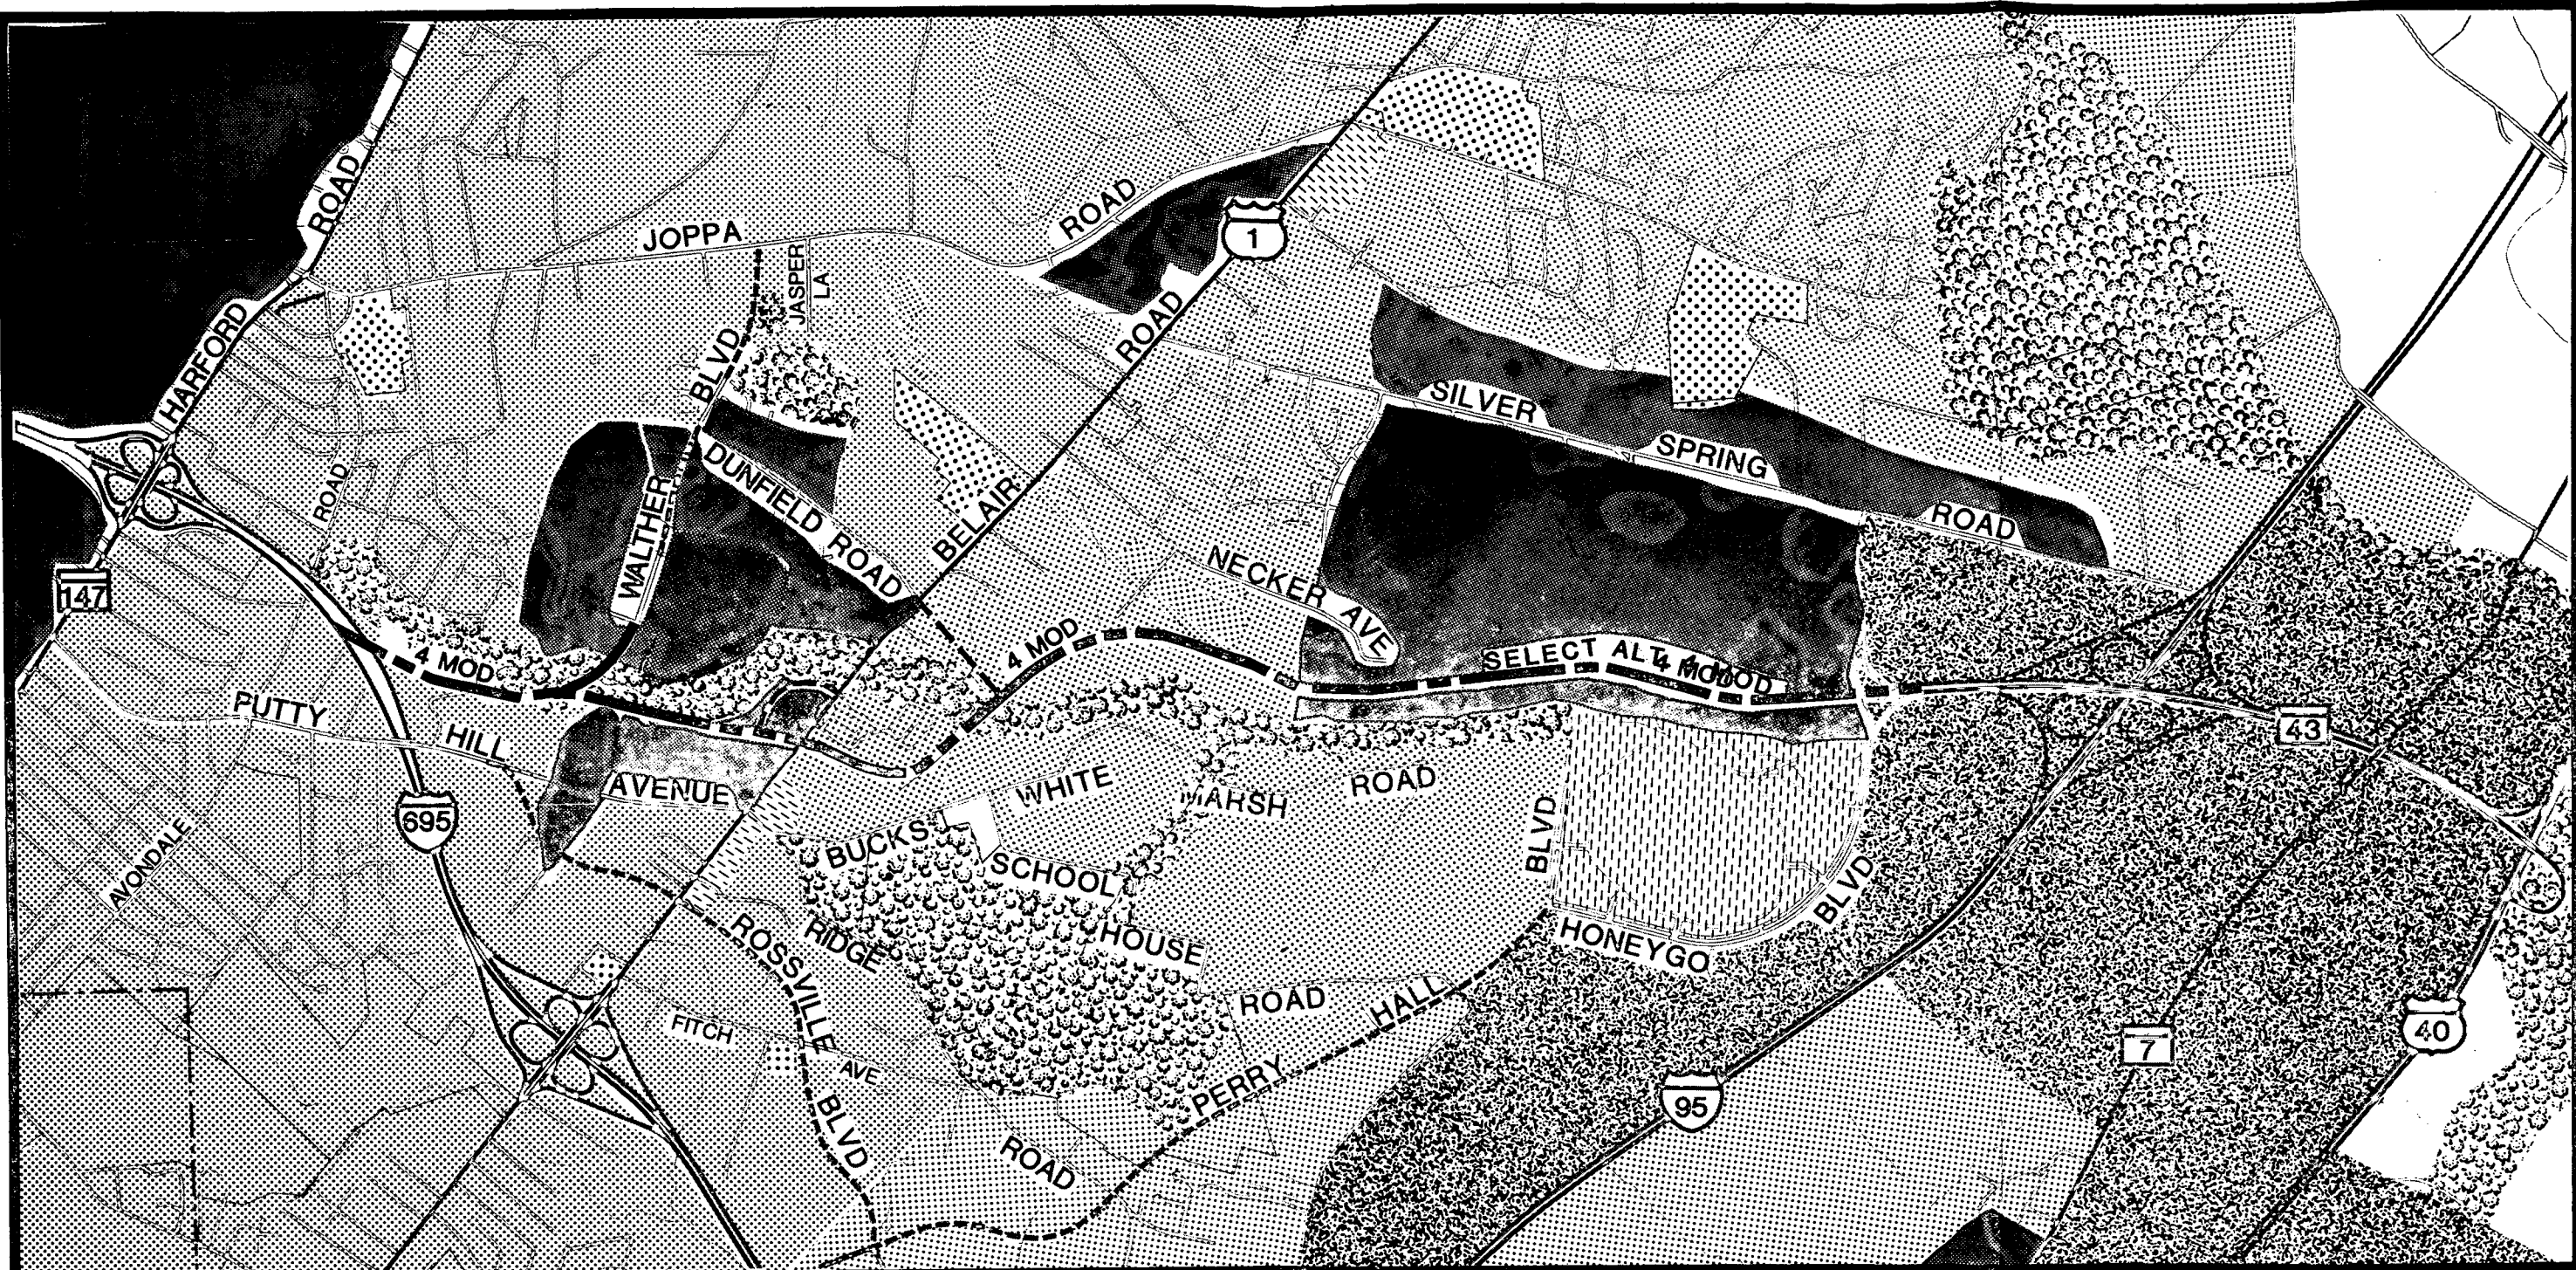 HARFORD ROAD
JOPPA ROAD
1
JASPER LA
WALTHER BLVD
BELAIR ROAD
SILVER SPRING ROAD
DUNFIELD ROAD
ROAD
NECKER AVE
147
4 MOD
4 MOD
SELECT ALT 4 MOD
4 MOD
43
PUTTY HILL AVENUE
WHITE MARSH ROAD
695
AVONDALE
BUCKS SCHOOL HOUSE ROAD
HONEYGO BLVD
BLVD
ROSSVILLE BLVD
RIDGE ROAD
FITCH AVE
PERRY HALL
95
7
40